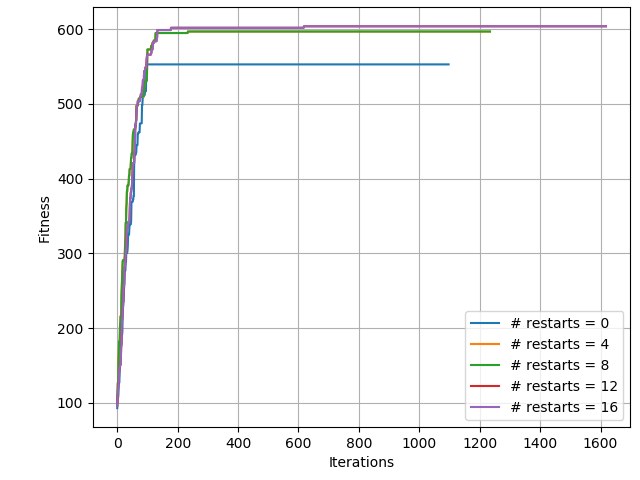 600
500
400
300
200
100
Fitness
0 200 400 600 800 1000 1200 1400 1600
Iterations
# restarts = 0
# restarts = 4
# restarts = 8
# restarts = 12
# restarts = 16